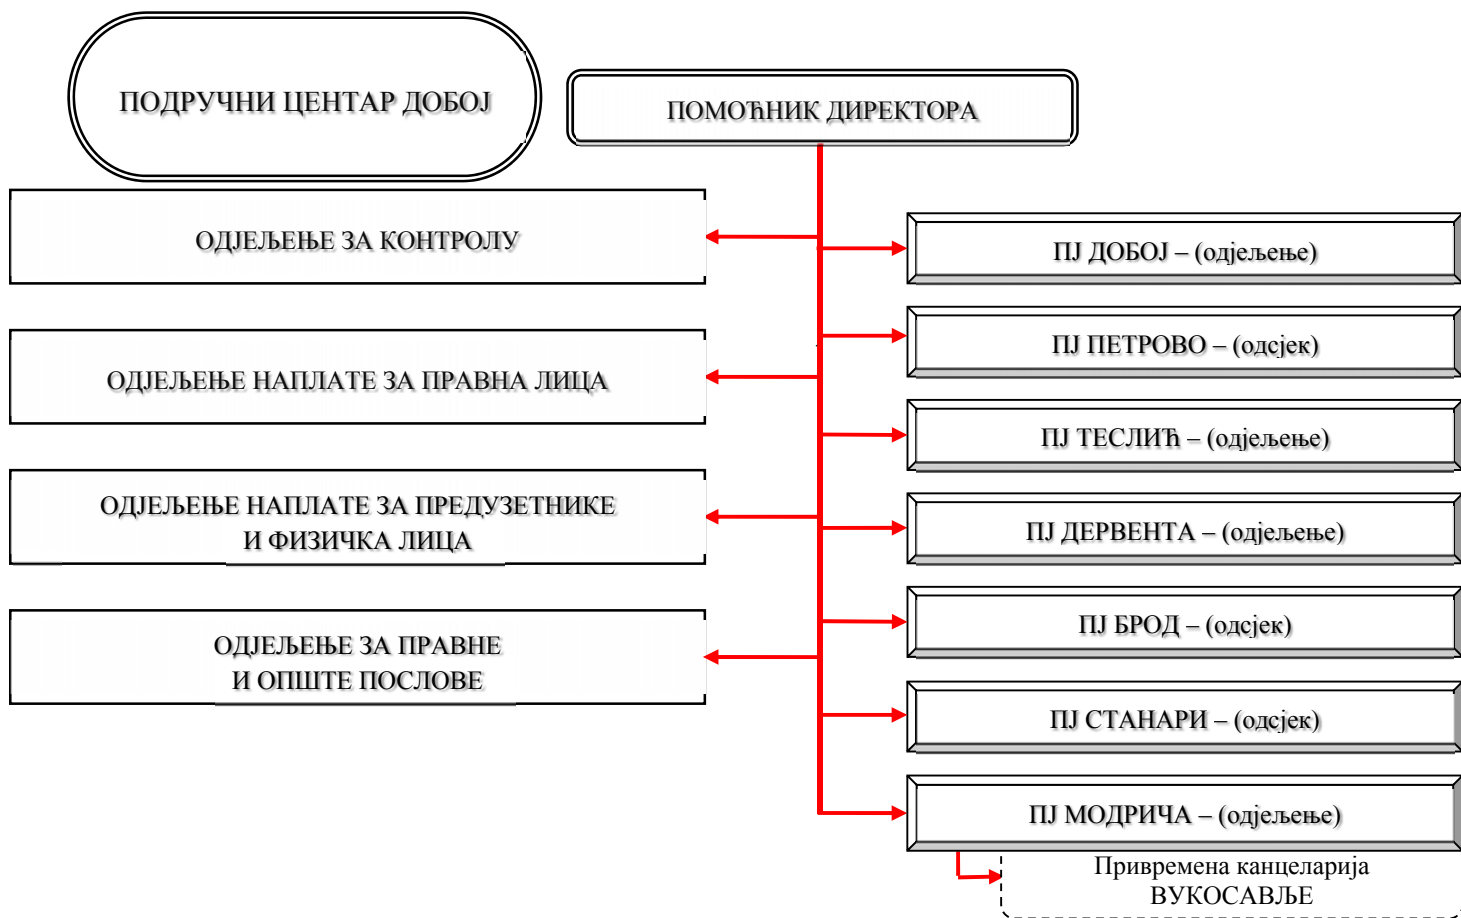 ПОДРУЧНИ ЦЕНТАР ДОБОЈ
ПОМОЋНИК ДИРЕКТОРА
ОДЈЕЉЕЊЕ ЗА КОНТРОЛУ
ОДЈЕЉЕЊЕ НАПЛАТЕ ЗА ПРАВНА ЛИЦА
ОДЈЕЉЕЊЕ НАПЛАТЕ ЗА ПРЕДУЗЕТНИКЕ
И ФИЗИЧКА ЛИЦА
ОДЈЕЉЕЊЕ ЗА ПРАВНЕ
И ОПШТЕ ПОСЛОВЕ
ПЈ ДОБОЈ – (одјељење)
ПЈ ПЕТРОВО – (одсјек)
ПЈ ТЕСЛИЋ – (одјељење)
ПЈ ДЕРВЕНТА – (одјељење)
ПЈ БРОД – (одсјек)
ПЈ СТАНАРИ – (одсјек)
ПЈ МОДРИЧА – (одјељење)
Привремена канцеларија
ВУКОСАВЉЕ